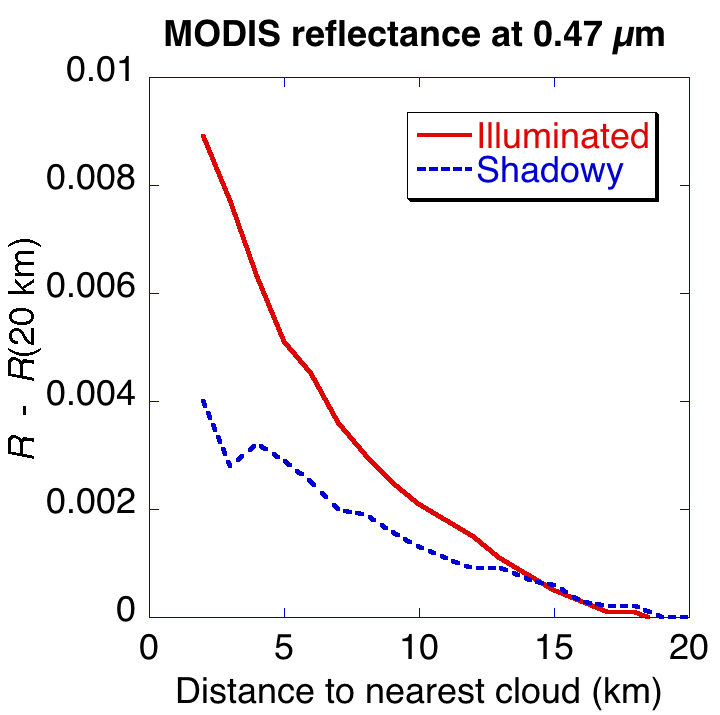 MODIS reflectance at 0.47 µm
0.01
0.008
0.006
0.004
0.002
0
R - R(20 km)
Illuminated
Shadowy
0 5 10 15 20
Distance to nearest cloud (km)